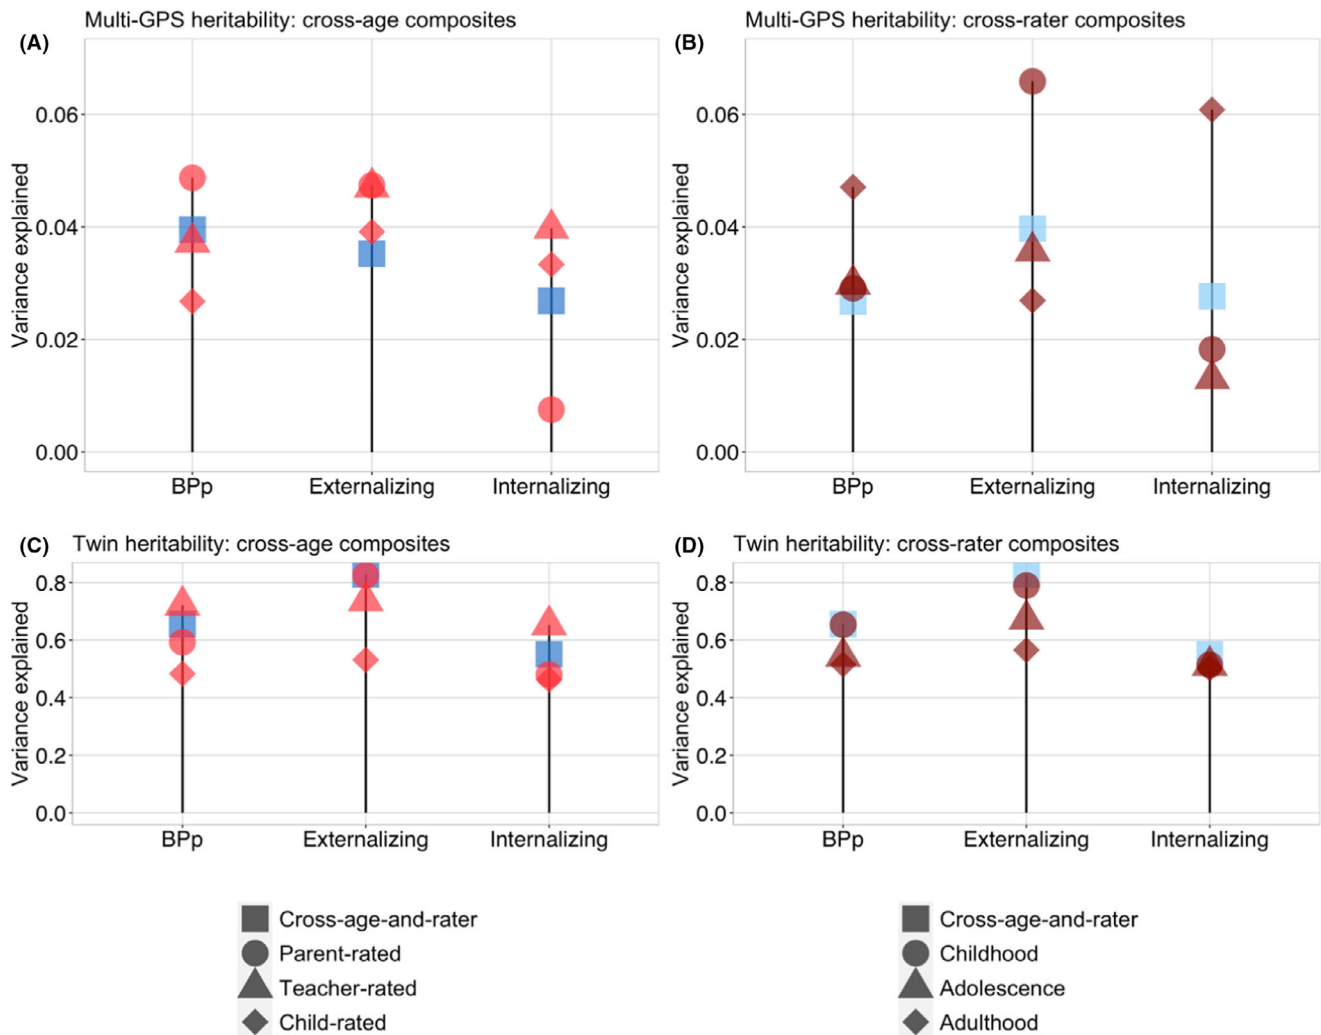 Multi-GPS heritability: cross-age composites
(A)
Variance explained
0.06
0.04
0.02
0.00
BPp Externalizing Internalizing
Multi-GPS heritability: cross-rater composites
(B)
Variance explained
0.06
0.04
0.02
0.00
BPp Externalizing Internalizing
(C) Twin heritability: cross-age composites
Variance explained
0.8
0.6
0.4
0.2
0.0
BPp Externalizing Internalizing
(D) Twin heritability: cross-rater composites
Variance explained
0.8
0.6
0.4
0.2
0.0
BPp Externalizing Internalizing
Cross-age-and-rater
Parent-rated
Teacher-rated
Child-rated
Cross-age-and-rater
Childhood
Adolescence
Adulthood